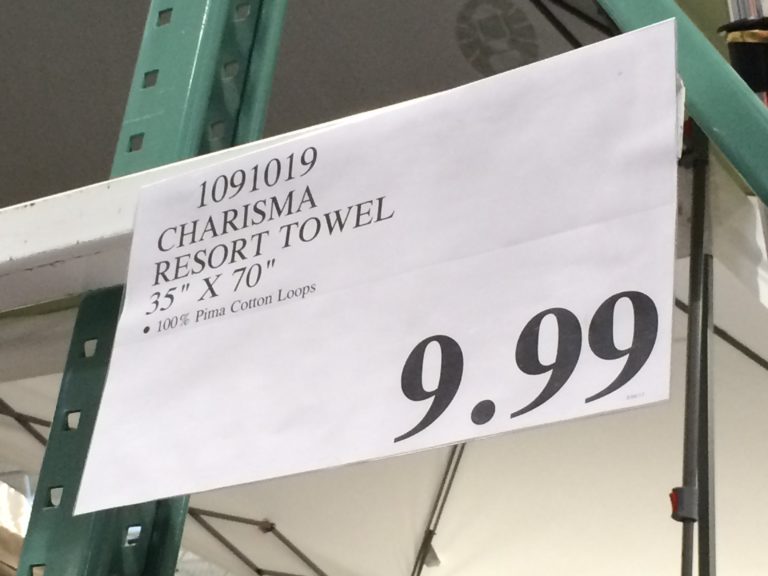 1091019
CHARISMA
RESORT TOWEL
35" X 70"
• 100% Pima Cotton Loops
9.99